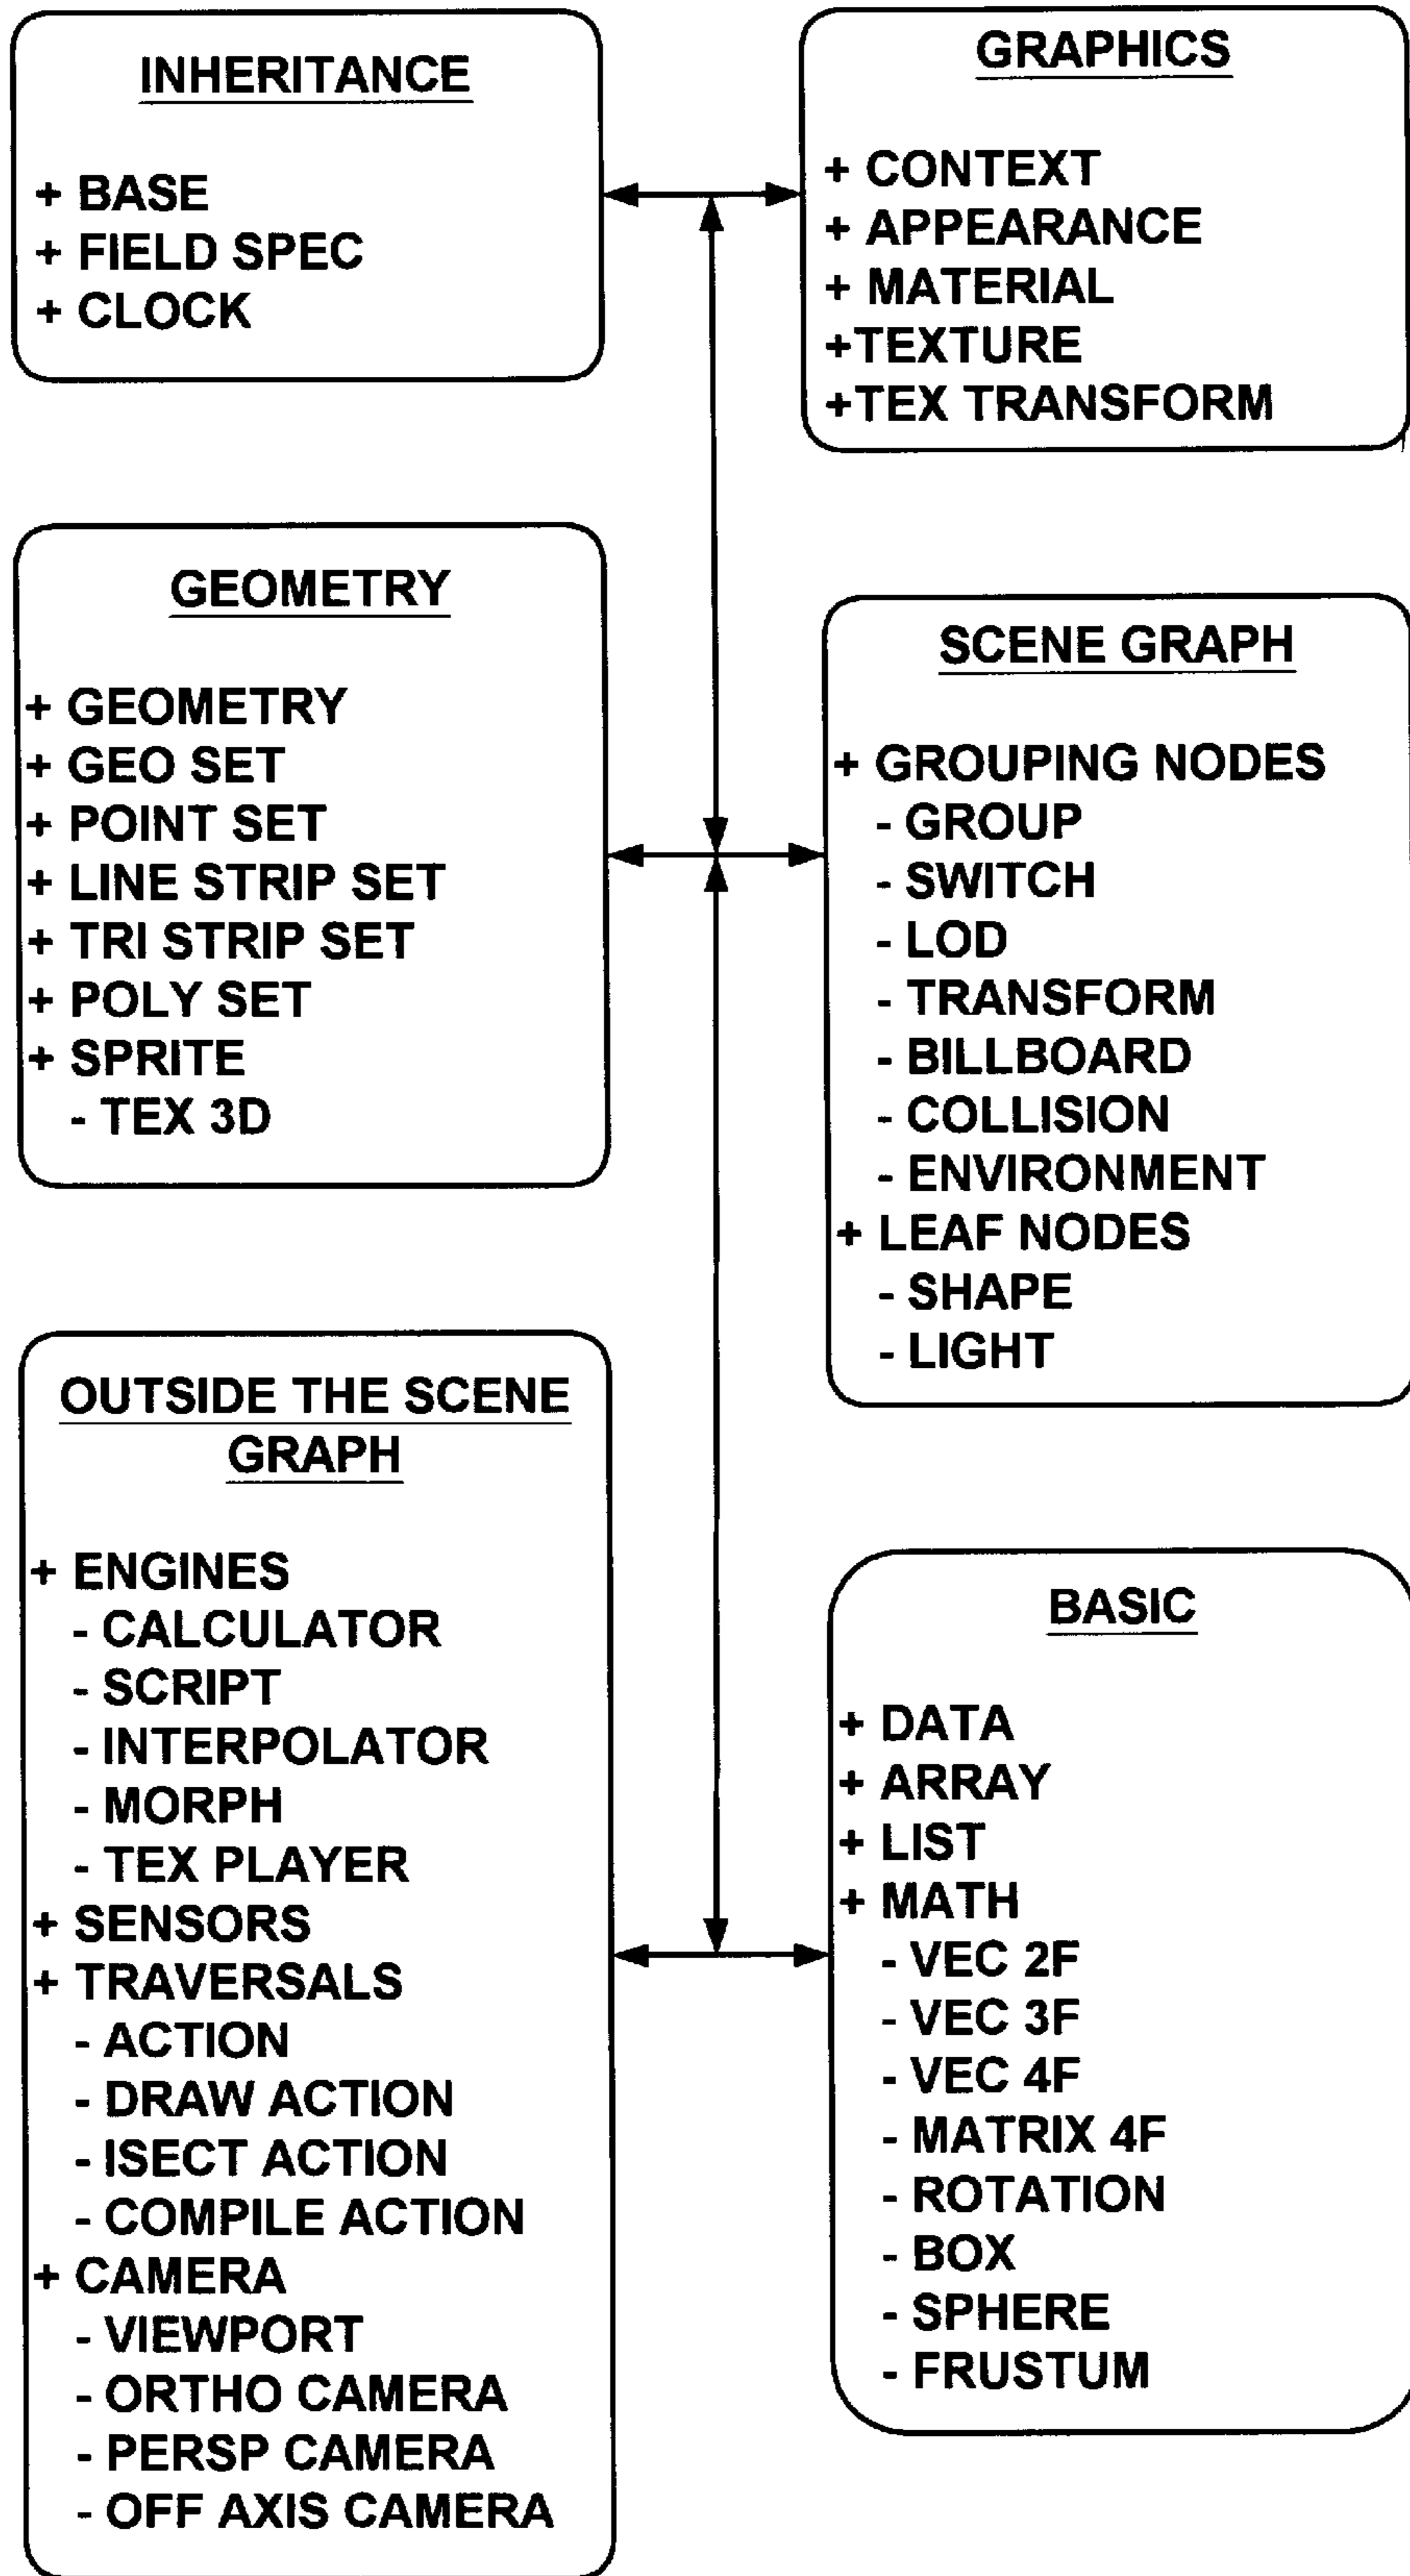 INHERITANCE
+ BASE
+ FIELD SPEC
+ CLOCK
GRAPHICS
+ CONTEXT
+ APPEARANCE
+ MATERIAL
+TEXTURE
+TEX TRANSFORM
GEOMETRY
+ GEOMETRY
+ GEO SET
+ POINT SET
+ LINE STRIP SET
+ TRI STRIP SET
+ POLY SET
+ SPRITE
- TEX 3D
SCENE GRAPH
+ GROUPING NODES
- GROUP
- SWITCH
- LOD
- TRANSFORM
- BILLBOARD
- COLLISION
- ENVIRONMENT
+ LEAF NODES
- SHAPE
- LIGHT
OUTSIDE THE SCENE
GRAPH
+ ENGINES
- CALCULATOR
- SCRIPT
- INTERPOLATOR
- MORPH
- TEX PLAYER
+ SENSORS
+ TRAVERSALS
- ACTION
- DRAW ACTION
- ISECT ACTION
- COMPILE ACTION
+ CAMERA
- VIEWPORT
- ORTHO CAMERA
- PERSP CAMERA
- OFF AXIS CAMERA
BASIC
+ DATA
+ ARRAY
+ LIST
+ MATH
- VEC 2F
- VEC 3F
- VEC 4F
- MATRIX 4F
- ROTATION
- BOX
- SPHERE
- FRUSTUM